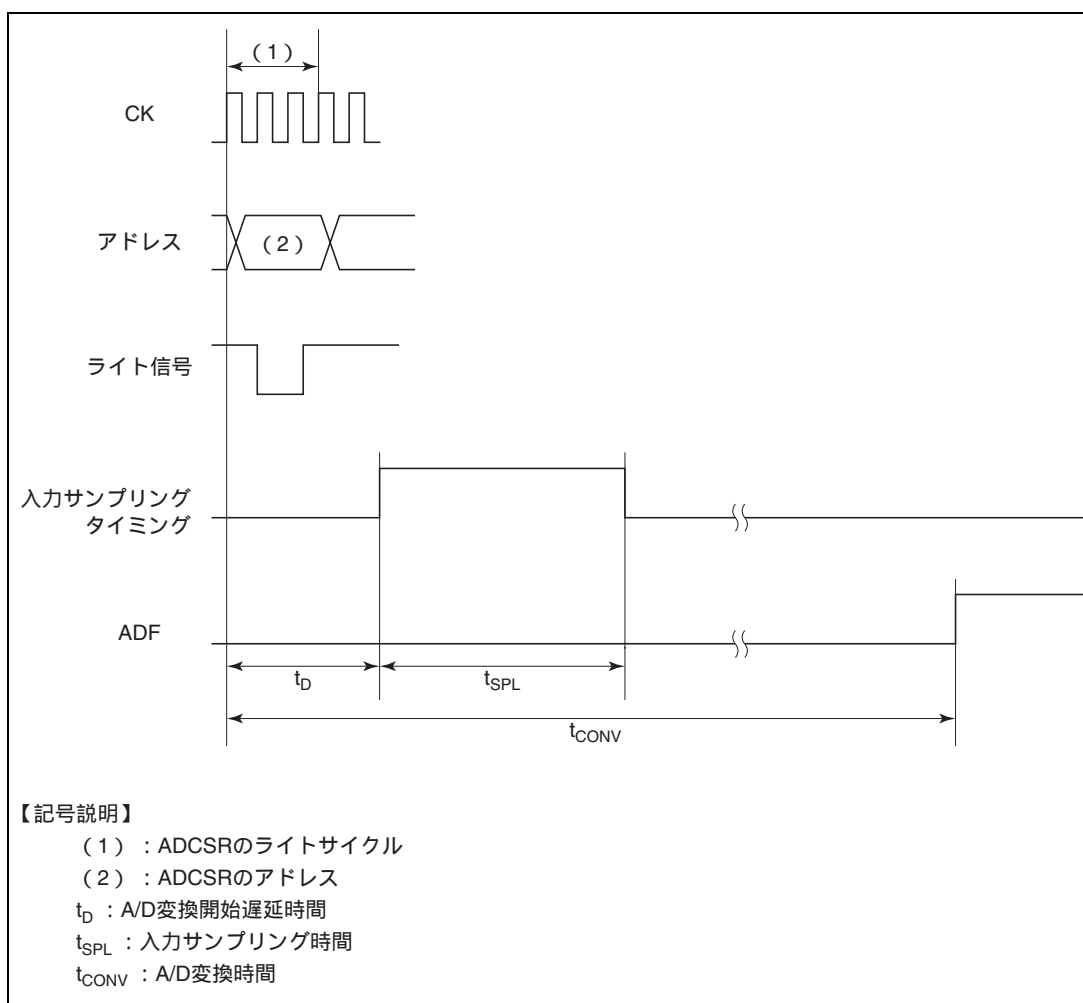 （1）
CK
アドレス
（2）
ライト信号
入力サンプリング
タイミング
ADF
tD
tSPL
tCONV
【記号説明】
（1）：ADCSRのライトサイクル
（2）：ADCSRのアドレス
tD ：A/D変換開始遅延時間
tSPL ：入力サンプリング時間
tCONV ：A/D変換時間